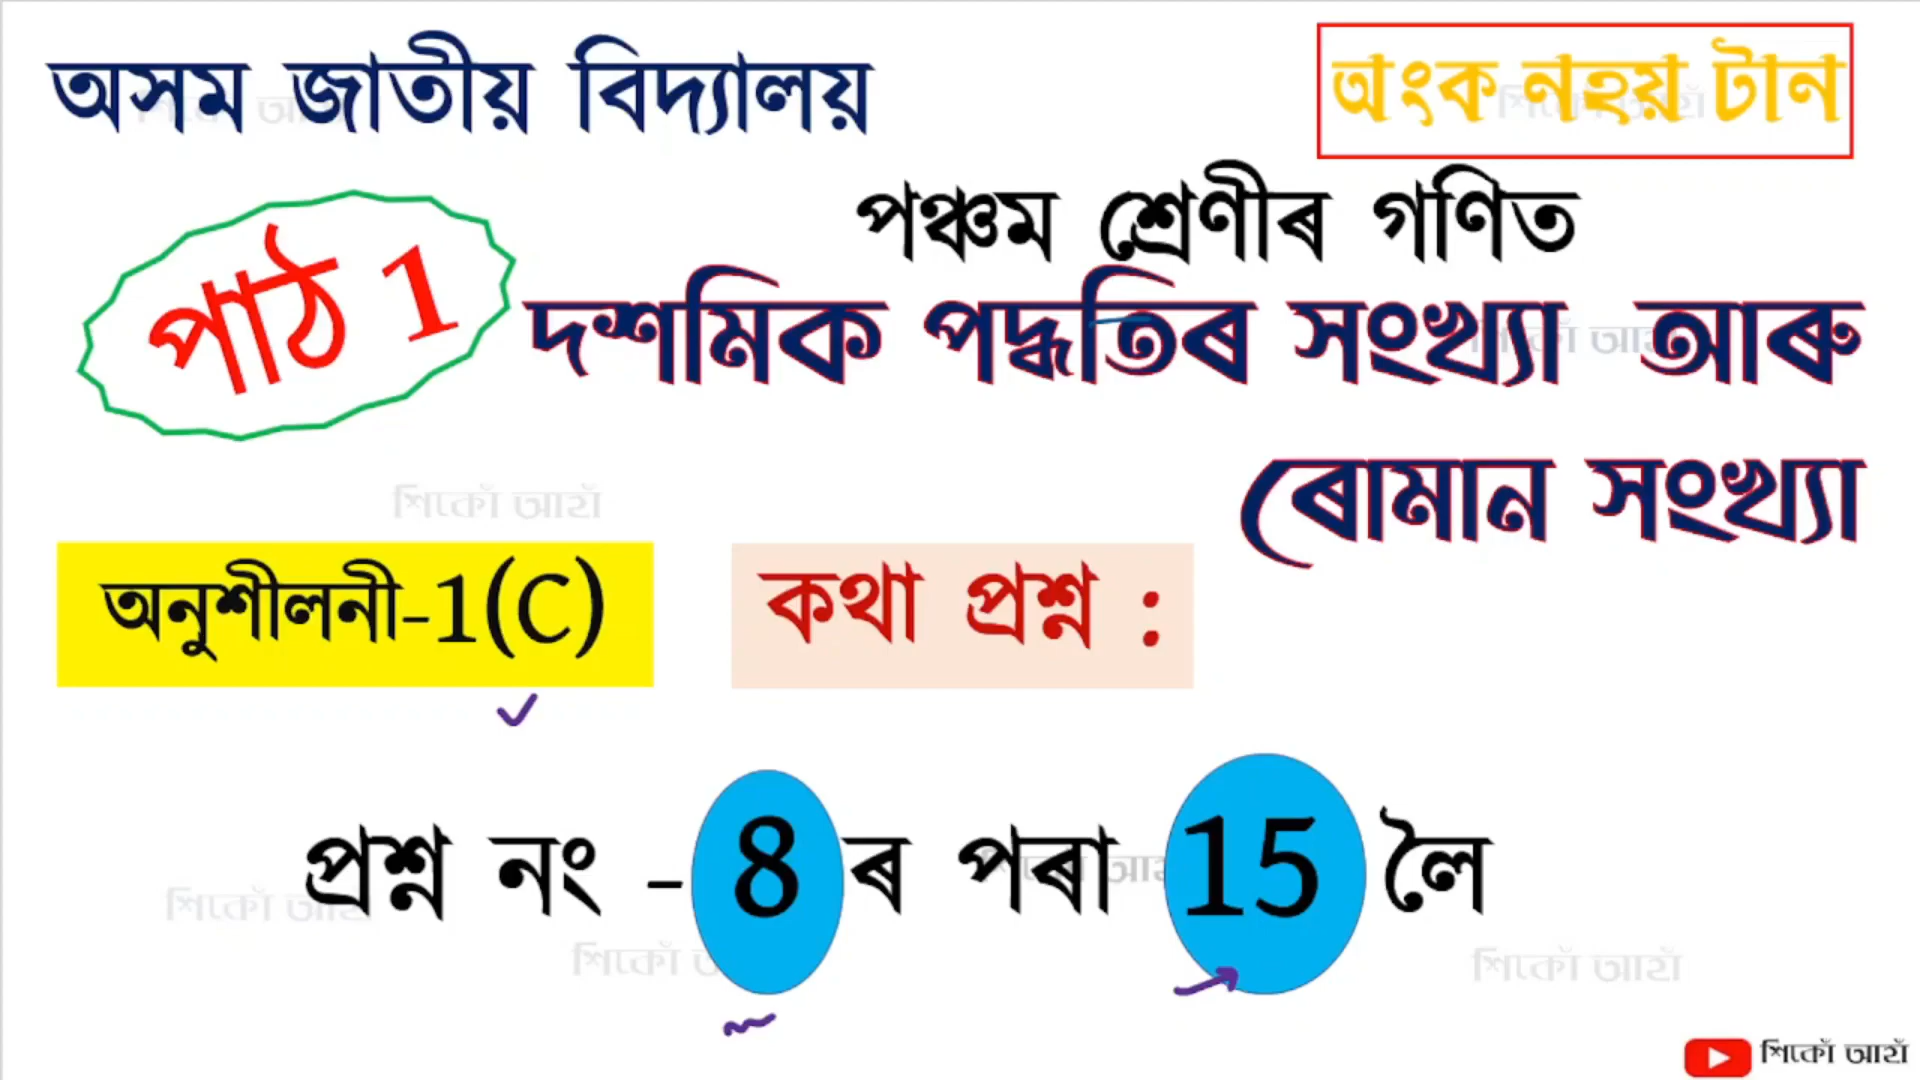 অসম জাতীয় বিদ্যালয়
অংক নহয় টান
পঞ্চম শ্ৰেণীৰ গণিত
পাঠ 1
দশমিক পদ্ধতিৰ সংখ্যা আৰু
ৰোমান সংখ্যা
অনুশীলনী-1(C)
কথা প্ৰশ্ন :
প্ৰশ্ন নং - 8 ৰ পৰা 15 লৈ
শিকোঁ আহাঁ